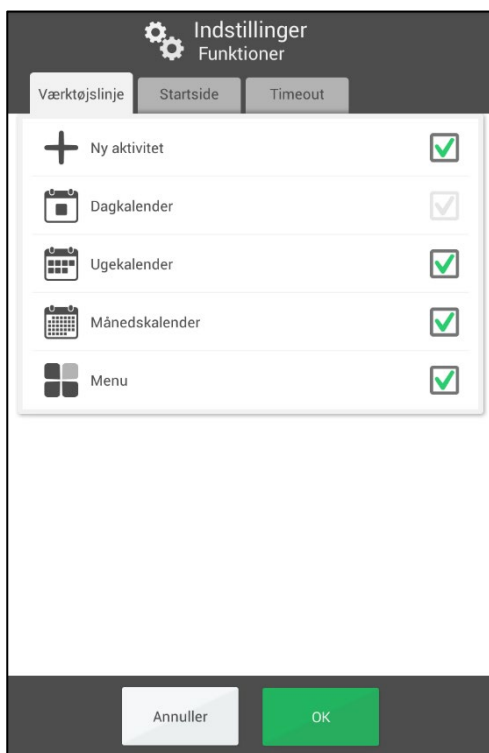 Indstillinger
Funktioner
Værktøjslinje Startside Timeout
Ny aktivitet
Dagkalender
Ugekalender
Månedskalender
Menu
Annuller OK